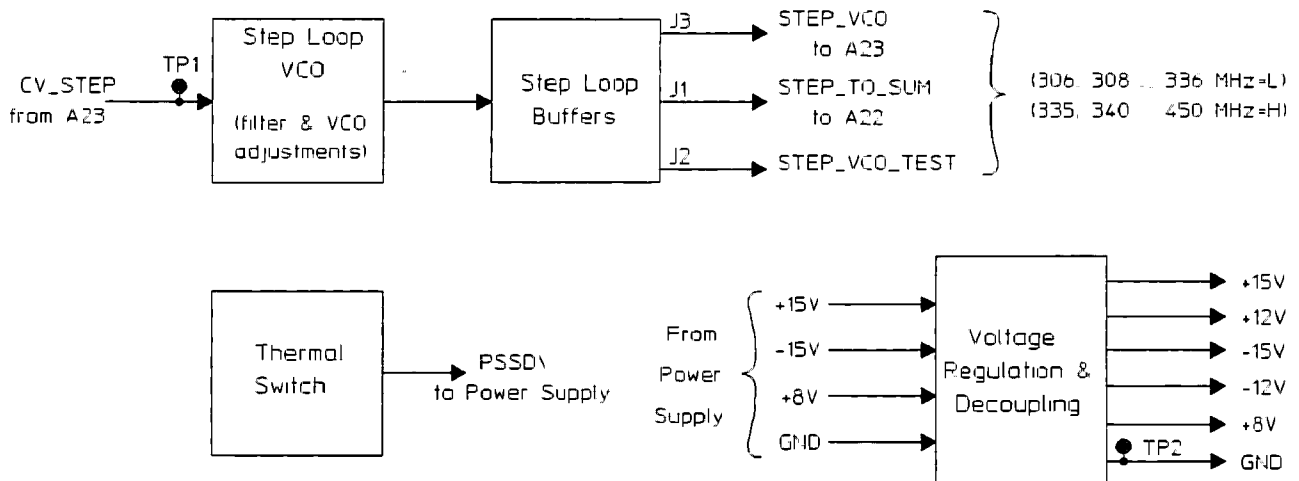 Step Loop
VCO
(filter & VCO
adjustments)
TP1
CV_STEP
from A23
Step Loop
Buffers
J3
STEP_VCO
to A23
J1
STEP_TO_SUM
to A22
J2
STEP_VCO_TEST
(306, 308 ... 336 MHz=L)
(335, 340 450 MHz=H)
Thermal
Switch
PSSD\
to Power Supply
From
Power
Supply
+15V
-15V
+8V
GND
Voltage
Regulation &
Decoupling
+15V
+12V
-15V
-12V
+8V
TP2
GND